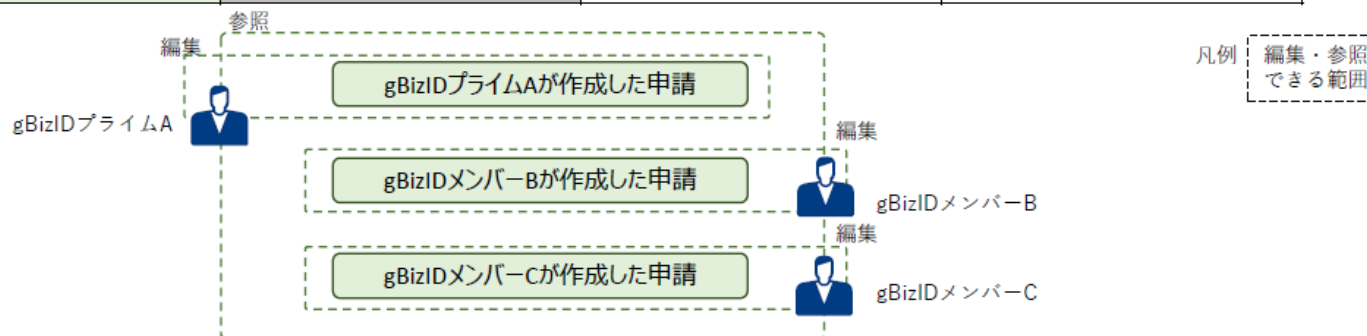 参照
編集
gBizIDプライムAが作成した申請
gBizIDプライムA
凡例
編集・参照
できる範囲
編集
gBizIDメンバーBが作成した申請
gBizIDメンバーB
編集
gBizIDメンバーCが作成した申請
gBizIDメンバーC